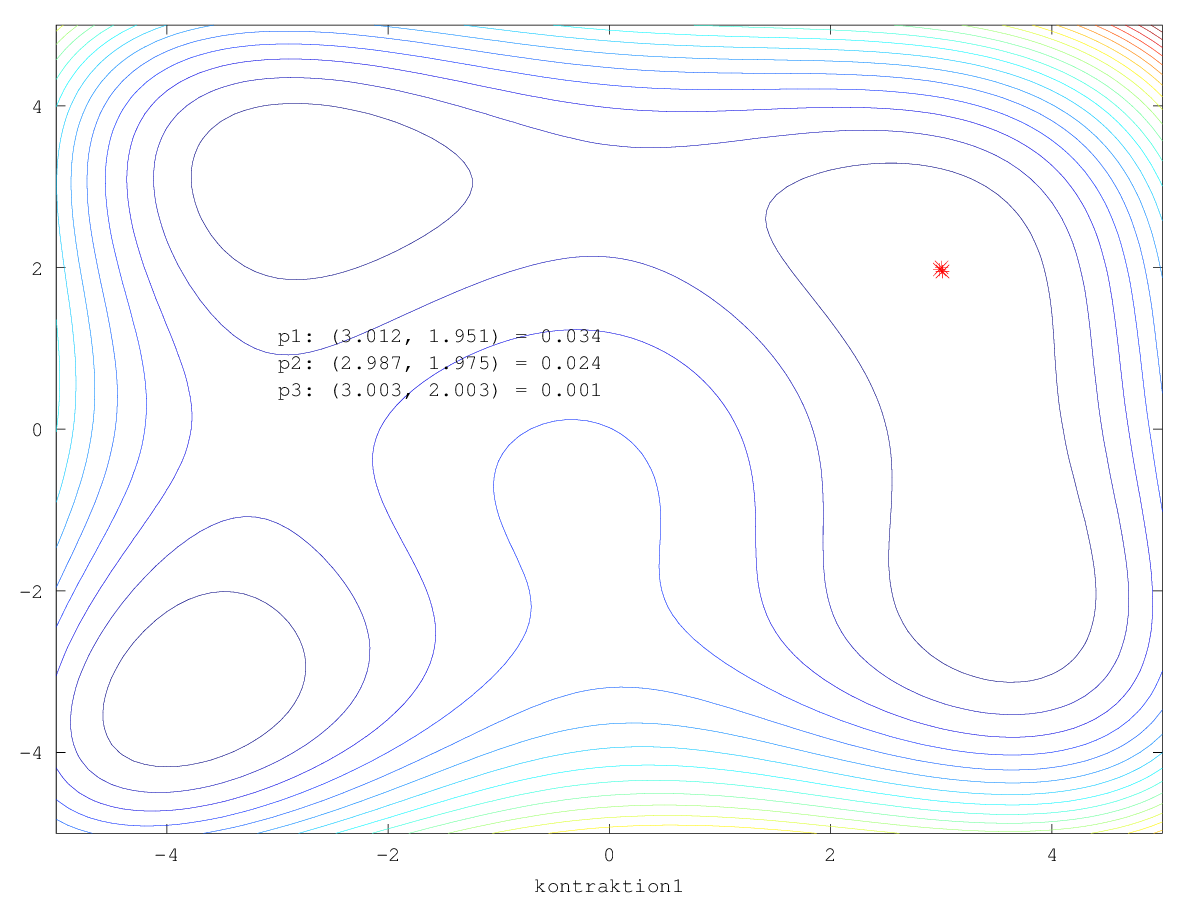 4
2
p1: (3.012, 1.951) = 0.034
p2: (2.987, 1.975) = 0.024
p3: (3.003, 2.003) = 0.001
0
-2
-4
-4 -2 0 2 4
kontraktion1